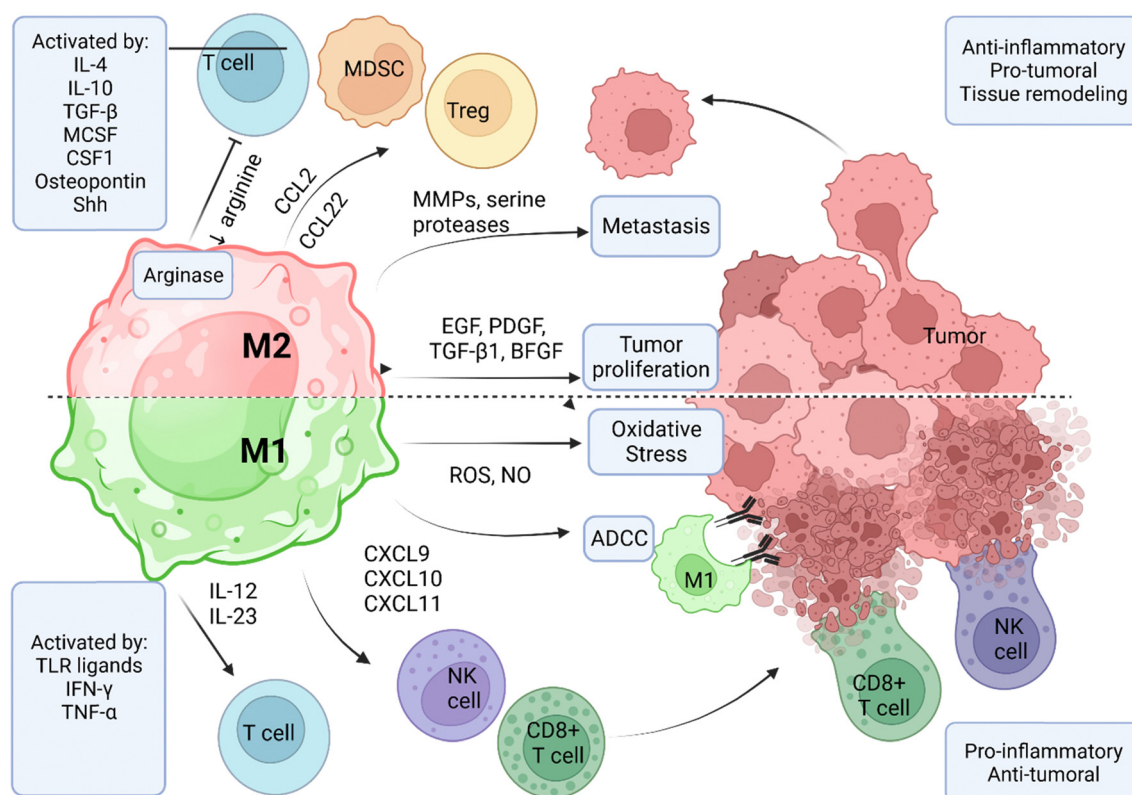 Activated by:
IL-4
IL-10
TGF-β
MCSF
CSF1
Osteopontin
Shh
T cell
MDSC
Treg
Anti-inflammatory
Pro-tumoral
Tissue remodeling
↓ arginine
CCL2
CCL22
MMPs, serine
proteases
Metastasis
Arginase
M2
EGF, PDGF,
TGF-β1, BFGF
Tumor
proliferation
Tumor
M1
Oxidative
Stress
ROS, NO
ADCC
M1
CXCL9
CXCL10
CXCL11
IL-12
IL-23
Activated by:
TLR ligands
IFN-γ
TNF-α
T cell
NK
cell
CD8+
T cell
CD8+
T cell
NK
cell
Pro-inflammatory
Anti-tumoral